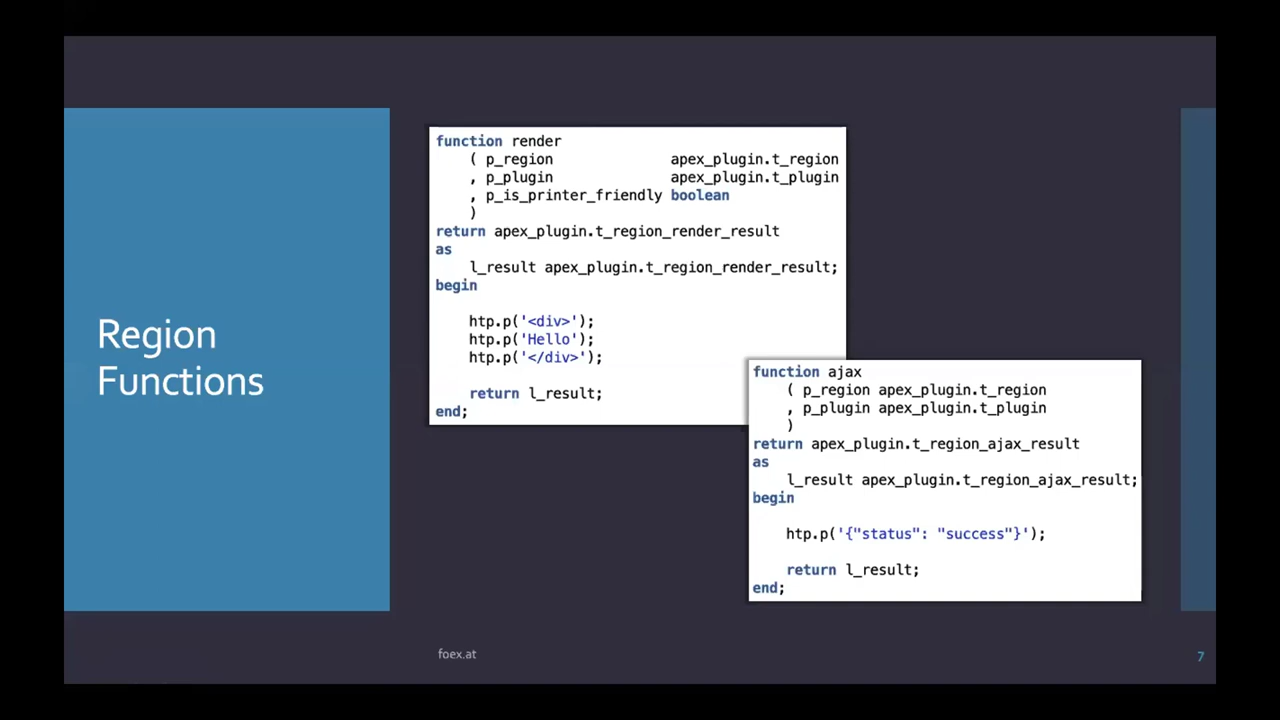 Region
Functions
function render
( p_region apex_plugin.t_region
, p_plugin apex_plugin.t_plugin
, p_is_printer_friendly boolean
)
return apex_plugin.t_region_render_result
as
l_result apex_plugin.t_region_render_result;
begin
htp.p('<div>');
htp.p('Hello');
htp.p('</div>');
return l_result;
end;
function ajax
( p_region apex_plugin.t_region
, p_plugin apex_plugin.t_plugin
)
return apex_plugin.t_region_ajax_result
as
l_result apex_plugin.t_region_ajax_result;
begin
htp.p('{"status": "success"}');
return l_result;
end;
foex.at
7